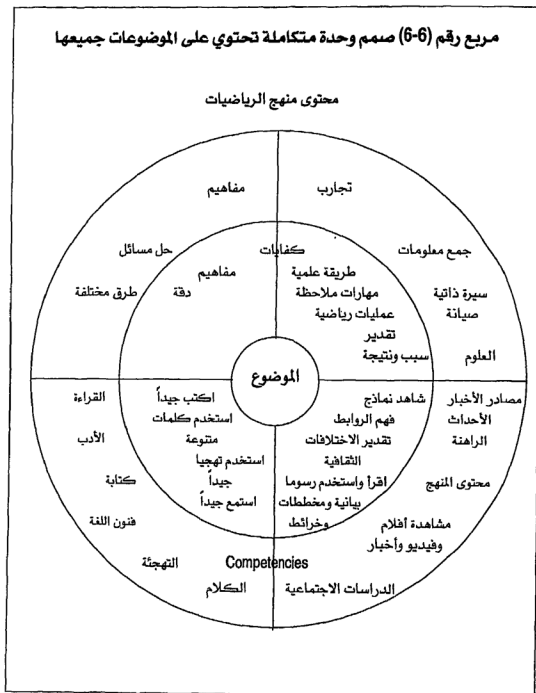 مربع رقم (6-6) صمم وحدة متكاملة تحتوي على الموضوعات جميعها
محتوى منهج الرياضيات
تجارب
مفاهيم
جمع معلومات
كفايات
حل مسائل
طريقة علمية
مفاهيم
سيرة ذاتية
مهارات ملاحظة
دقة
طرق مختلفة
صيانة
عمليات رياضية
تقدير
العلوم
سبب ونتيجة
الموضوع
مصادر الأخبار
شاهد نماذج
اكتب جيداً
القراءة
الأحداث
فهم الروابط
استخدم كلمات
الراهنة
تقدير الاختلافات
متنوعة
الأدب
الثقافية
استخدم تهجيا
محتوى المنهج
اقرأ واستخدم رسوما
جيداً
كتابة
بيانية ومخططات
استمع جيداً
مشاهدة أفلام
وخرائط
فنون اللغة
وفيديو وأخبار
Competencies
التهجئة
الدراسات الاجتماعية
الكلام